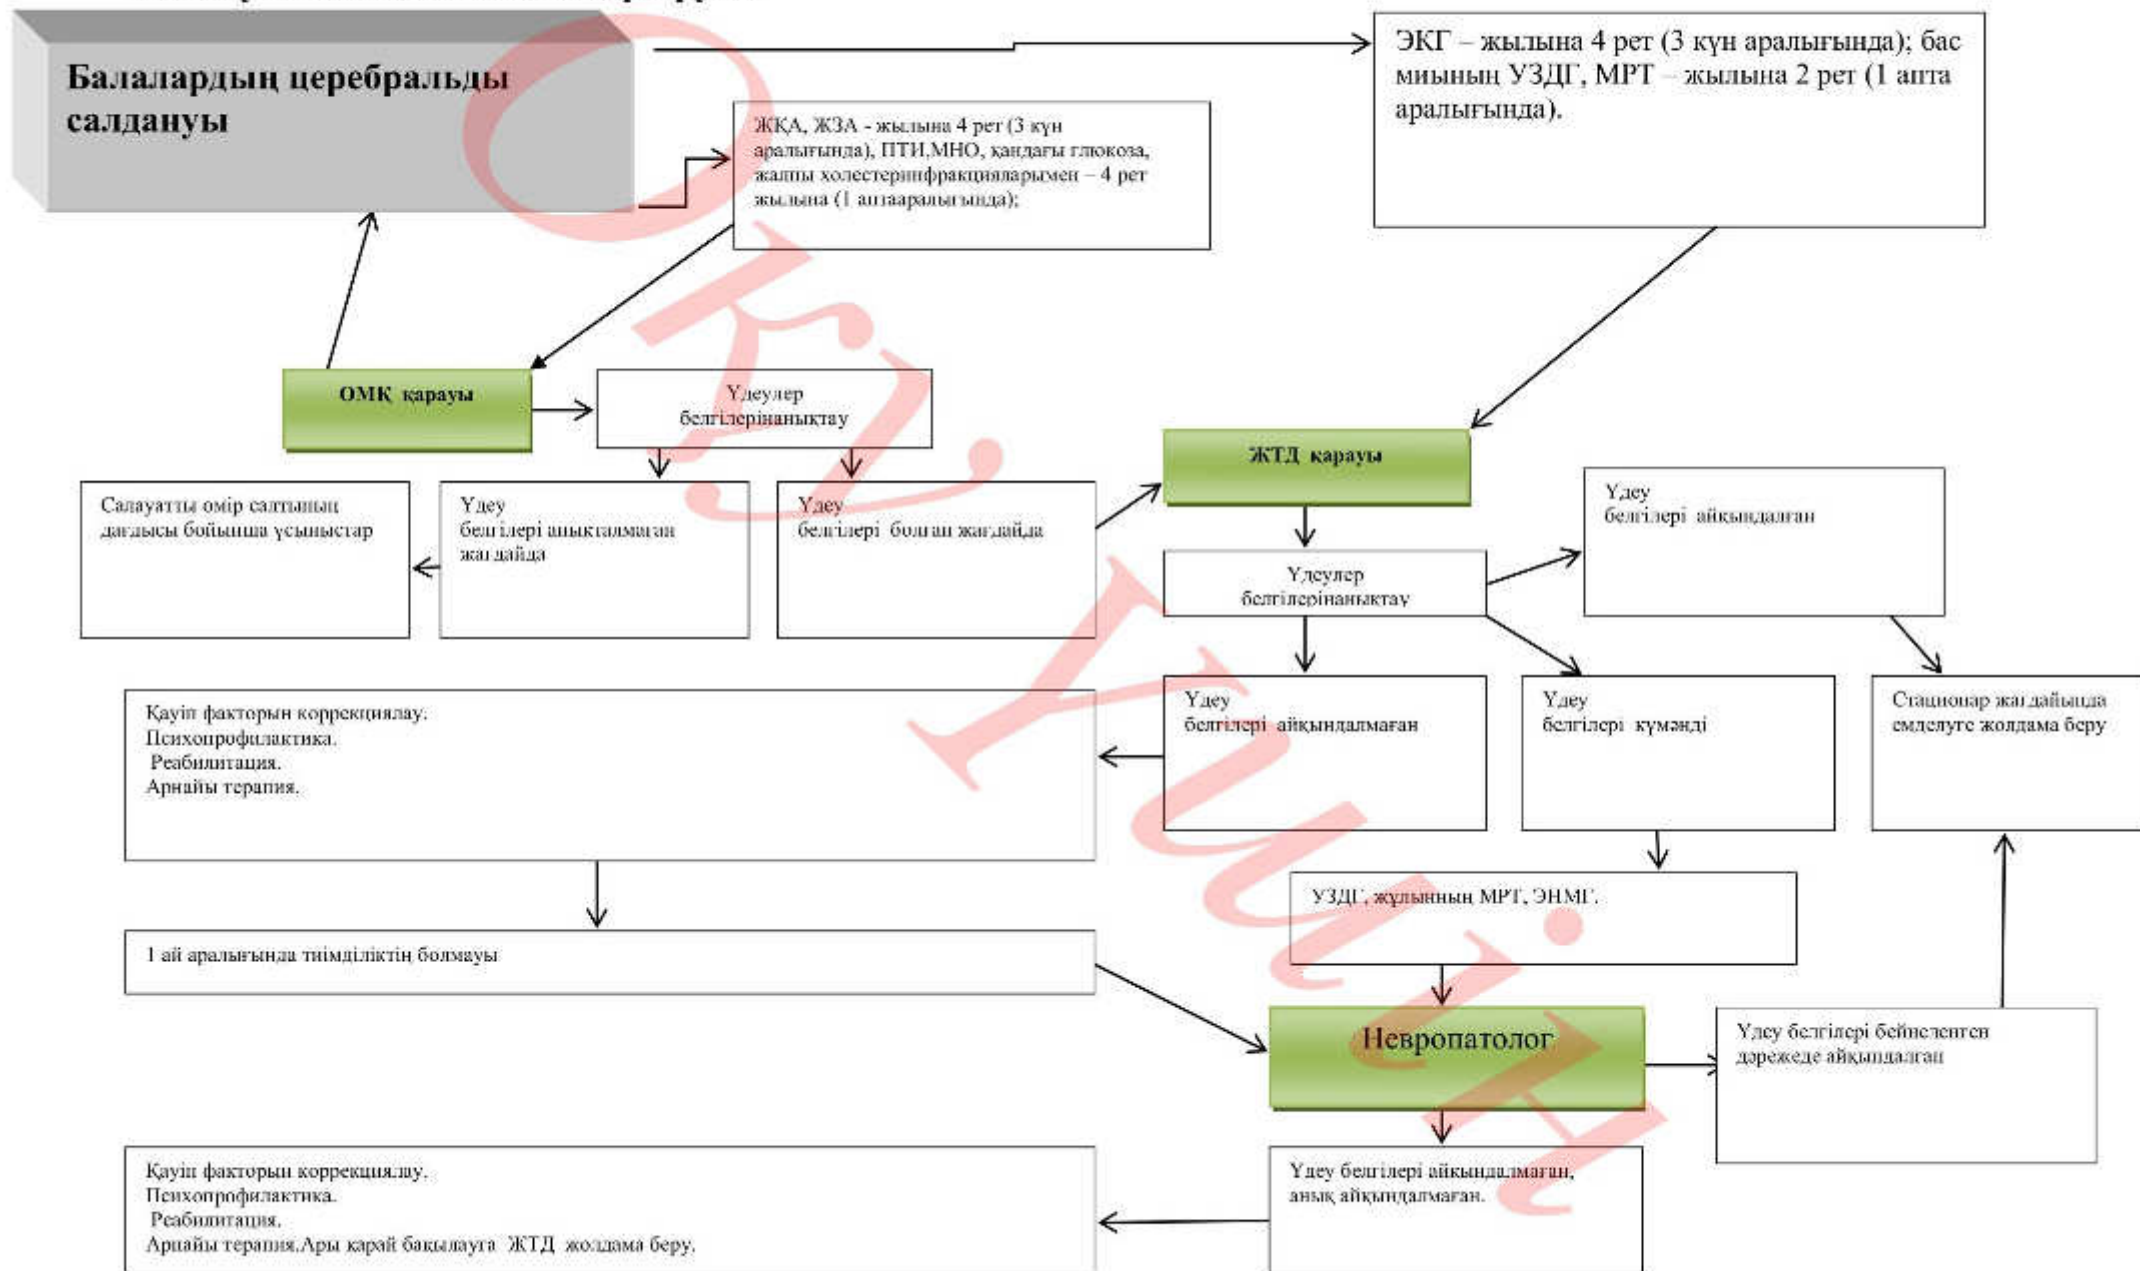 Балалардың церебральды
салдануы
ЭКГ – жылына 4 рет (3 күн аралығында); бас
миының УЗДГ, МРТ – жылына 2 рет (1 апта
аралығында).
ЖҚА, ЖЗА - жылына 4 рет (3 күн
аралығында), ПТИ,МНО, қандағы глюкоза,
жалпы холестеринфракцияларымен – 4 рет
жылына (1 аптааралығында);
ОМҚ қарауы
Үдеулер
белгілерінанықтау
ЖТД қарауы
Салауатты өмір салтының
дағдысы бойынша ұсыныстар
Үдеу
белгілері анықталмаған
жағдайда
Үдеу
белгілері болған жағдайда
Үдеу
белгілері айқындалған
Үдеулер
белгілерінанықтау
Қауіп факторын коррекциялау.
Психопрофилактика.
Реабилитация.
Арнайы терапия.
Үдеу
белгілері айқындалмаған
Үдеу
белгілері күмәнді
Стационар жағдайында
емделуге жолдама беру
УЗДГ, жұлынның МРТ, ЭНМГ.
1 ай аралығында тиімділіктің болмауы
Невропатолог
Үдеу белгілері бейнеленген
дәрежеде айқындалған
Қауіп факторын коррекциялау.
Психопрофилактика.
Реабилитация.
Арнайы терапия.Ары қарай бақылауға ЖТД жолдама беру.
Үдеу белгілері айқындалмаған,
анық айқындалмаған.
Оқу үшін